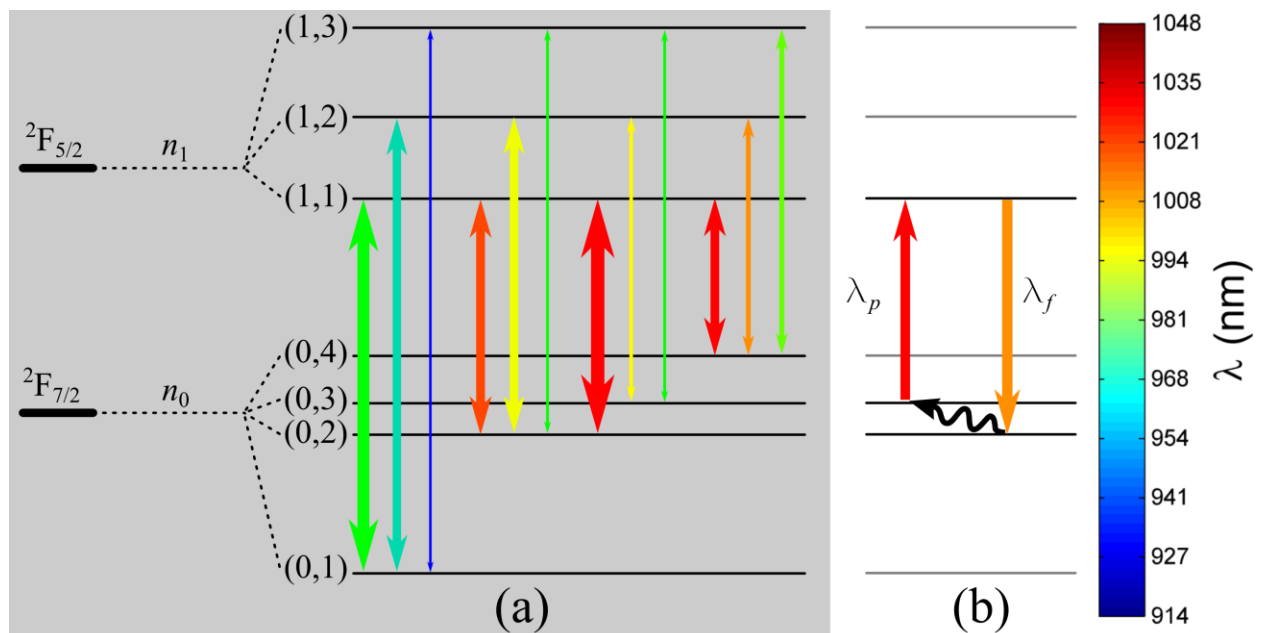 (1,3)
(1,2)
²F₅/₂
n₁
(1,1)
(0,4)
²F₇/₂
n₀
(0,3)
(0,2)
(0,1)
(a)
λₚ
λ_f
(b)
1048
1035
1021
1008
994
981
968
954
941
927
914
λ (nm)